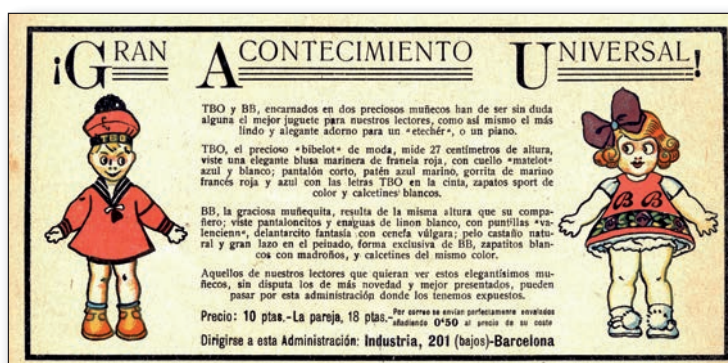 ¡GRAN ACONTECIMIENTO UNIVERSAL!
TBO y BB, encarnados en dos preciosos muñecos han de ser sin duda
alguna el mejor juguete para nuestros lectores, como así mismo el más
lindo y alegante adorno para un «etechér», o un piano.
TBO, el precioso «bibelot» de moda, mide 27 centímetros de altura,
viste una elegante blusa marinera de franela roja, con cuello «matelot»
azul y blanco; pantalón corto, patén azul marino, gorrita de marino
francés roja y azul con las letras TBO en la cinta, zapatos sport de
color y calcetines blancos.
BB, la graciosa muñequita, resulta de la misma altura que su compa-
ñero; viste pantaloncitos y enaguas de linon blanco, con puntillas «va-
lencien», delantarcito fantasía con cenefa vúlgara; pelo castaño natu-
ral y gran lazo en el peinado, forma exclusiva de BB, zapatitos blan-
cos con madroños, y calcetines del mismo color.
Aquellos de nuestros lectores que quieran ver estos elegantísimos mu-
ñecos, sin disputa los de más novedad y mejor presentados, pueden
pasar por esta administración donde los tenemos expuestos.
Precio: 10 ptas.-La pareja, 18 ptas.-Por correo se envían perfectamente envalados
añadiendo 0'50 al precio de su coste
Dirigirse a esta Administración: Industria, 201 (bajos)-Barcelona
TBO
BB